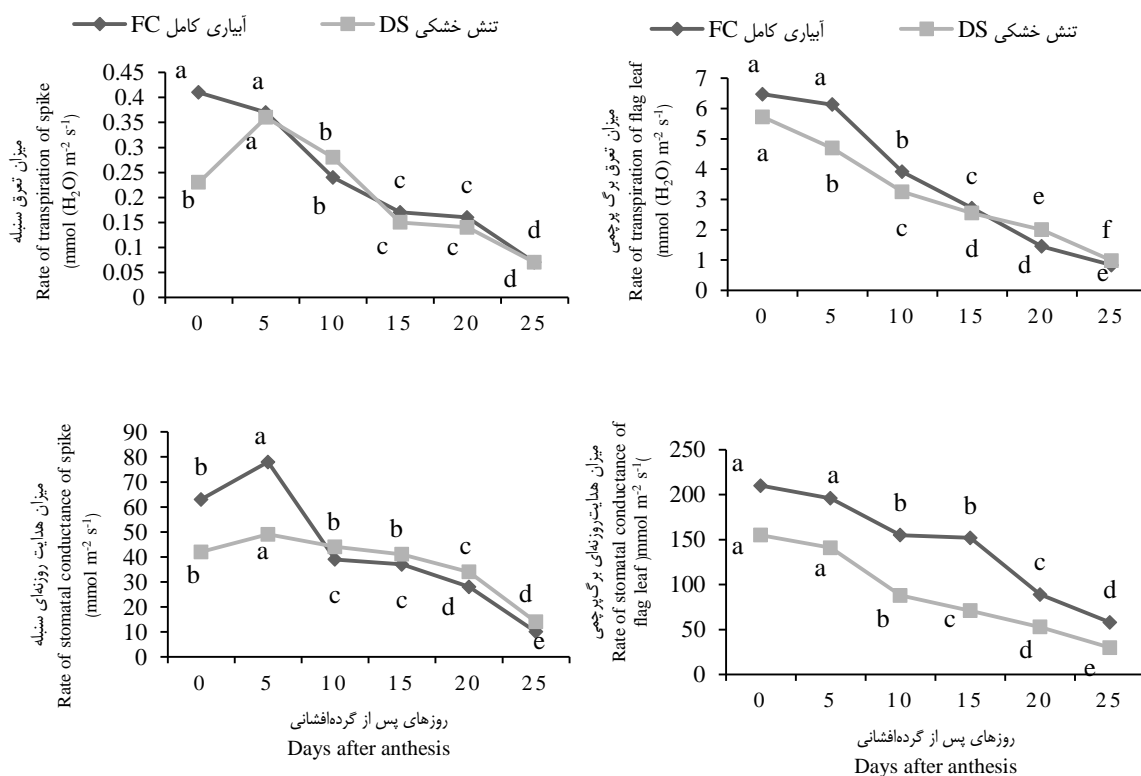 آبیاری کامل FC
تنش خشکی DS
میزان تعرق سنبله
Rate of transpiration of spike
(mmol (H₂O) m⁻² s⁻¹)
0.45
0.4
0.35
0.3
0.25
0.2
0.15
0.1
0.05
0
a
a
b
a
b
b
c
c
c
c
d
d
0 5 10 15 20 25
آبیاری کامل FC
تنش خشکی DS
میزان تعرق برگ پرچمی
Rate of transpiration of flag leaf
(mmol (H₂O) m⁻² s⁻¹
7
6
5
4
3
2
1
0
a
a
a
b
b
c
c
d
e
d
f
e
0 5 10 15 20 25
میزان هدایت روزنه‌ای سنبله
Rate of stomatal conductance of spike
(mmol m⁻² s⁻¹)
90
80
70
60
50
40
30
20
10
0
b
a
b
a
b
c
b
c
c
d
d
e
0 5 10 15 20 25
روزهای پس از گرده‌افشانی
Days after anthesis
میزان هدایت‌روزنه‌ای برگ‌پرچمی
Rate of stomatal conductance of
flag leaf )mmol m⁻² s⁻¹(
250
200
150
100
50
0
a
a
a
a
b
b
b
c
c
d
d
e
0 5 10 15 20 25
روزهای پس از گرده‌افشانی
Days after anthesis